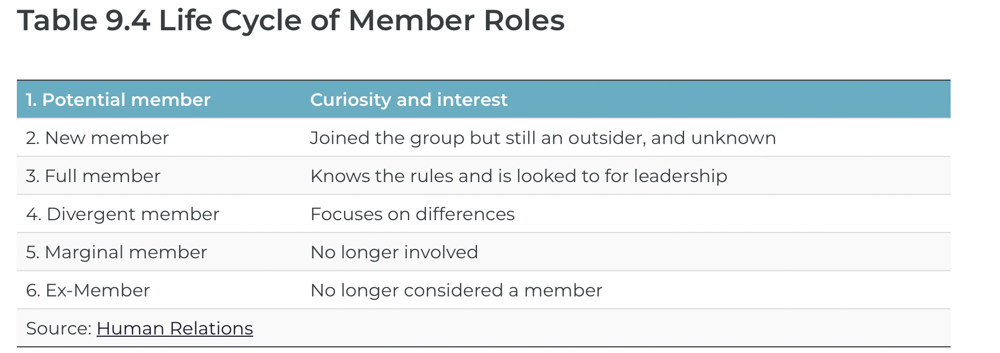 Table 9.4 Life Cycle of Member Roles
1. Potential member Curiosity and interest
2. New member Joined the group but still an outsider, and unknown
3. Full member Knows the rules and is looked to for leadership
4. Divergent member Focuses on differences
5. Marginal member No longer involved
6. Ex-Member No longer considered a member
Source: Human Relations